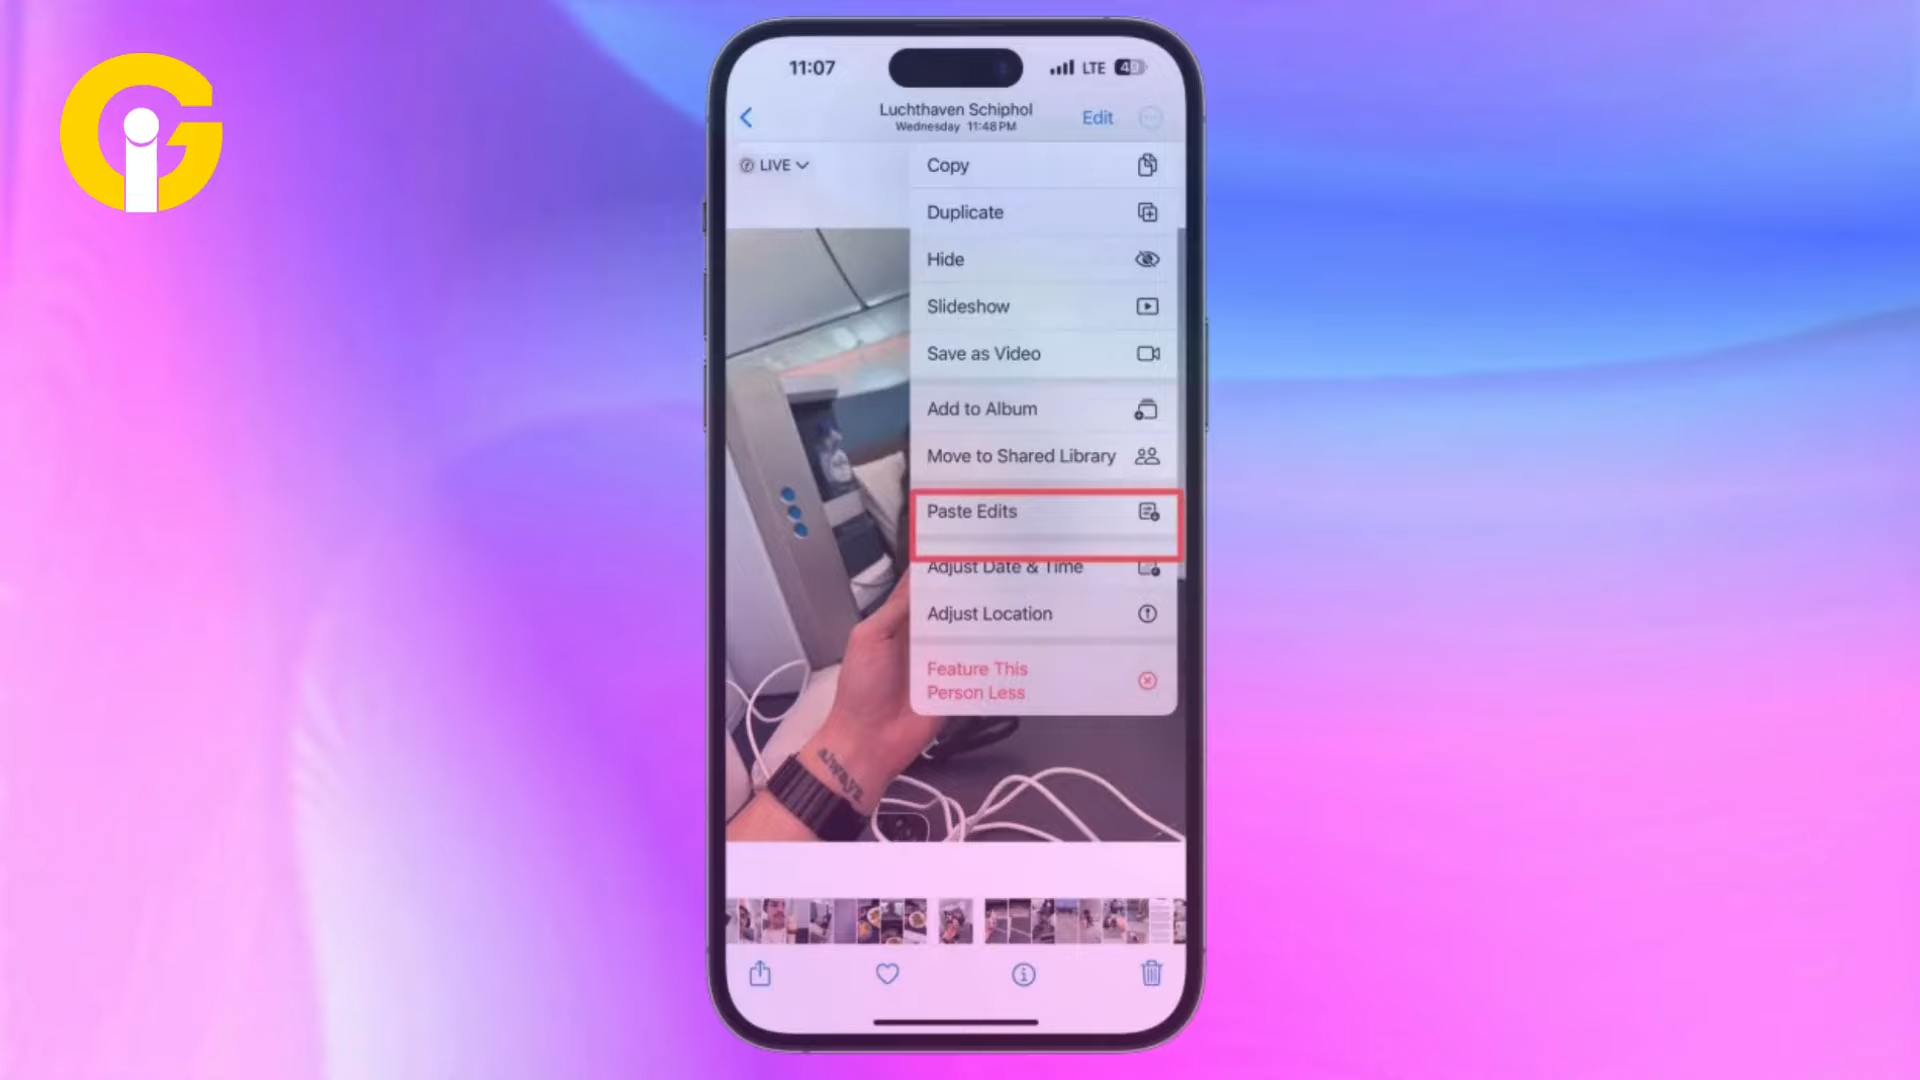 11:07
LTE
Luchthaven Schiphol
Wednesday 11:48 PM
Edit
LIVE
Copy
Duplicate
Hide
Slideshow
Save as Video
Add to Album
Move to Shared Library
Paste Edits
Adjust Date & Time
Adjust Location
Feature This
Person Less
always